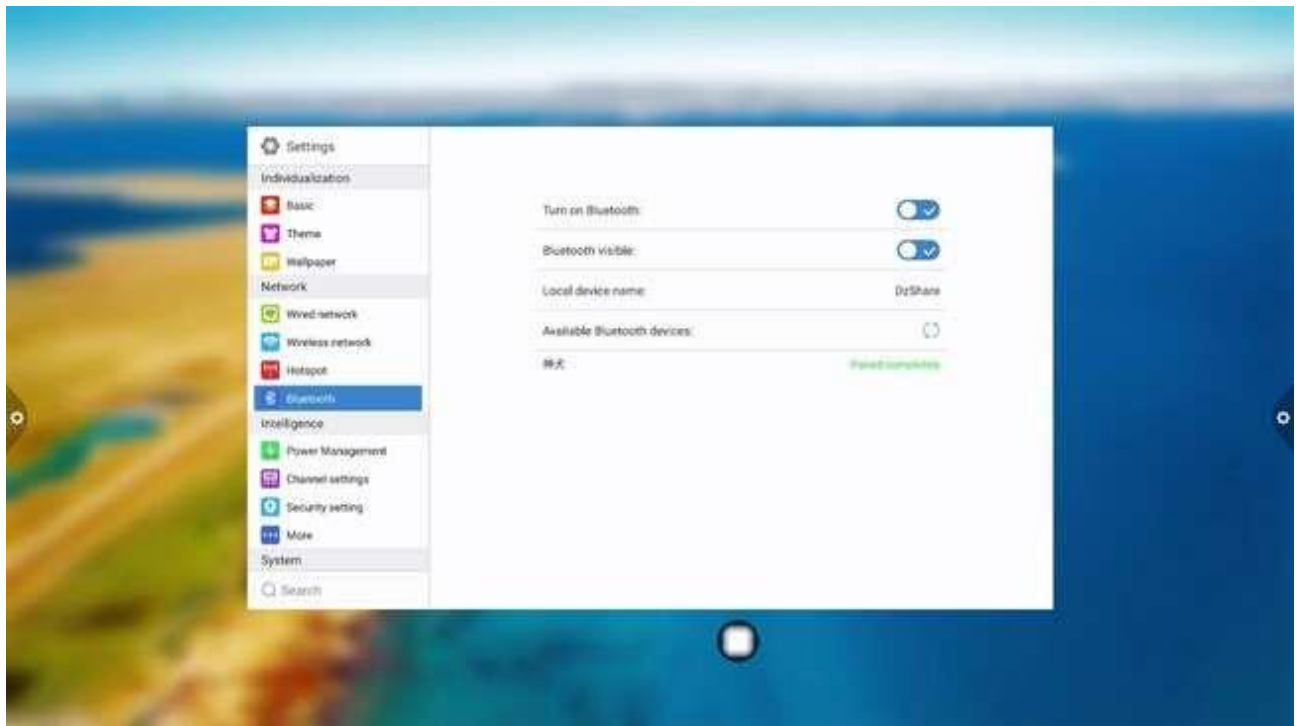 Settings
Individualization
Basic
Theme
Wallpaper
Network
Wired network
Wireless network
Hotspot
Bluetooth
Intelligence
Power Management
Channel settings
Security setting
More
System
Search
Turn on Bluetooth:
Bluetooth visible:
Local device name: DzShare
Available Bluetooth devices:
Paired completely